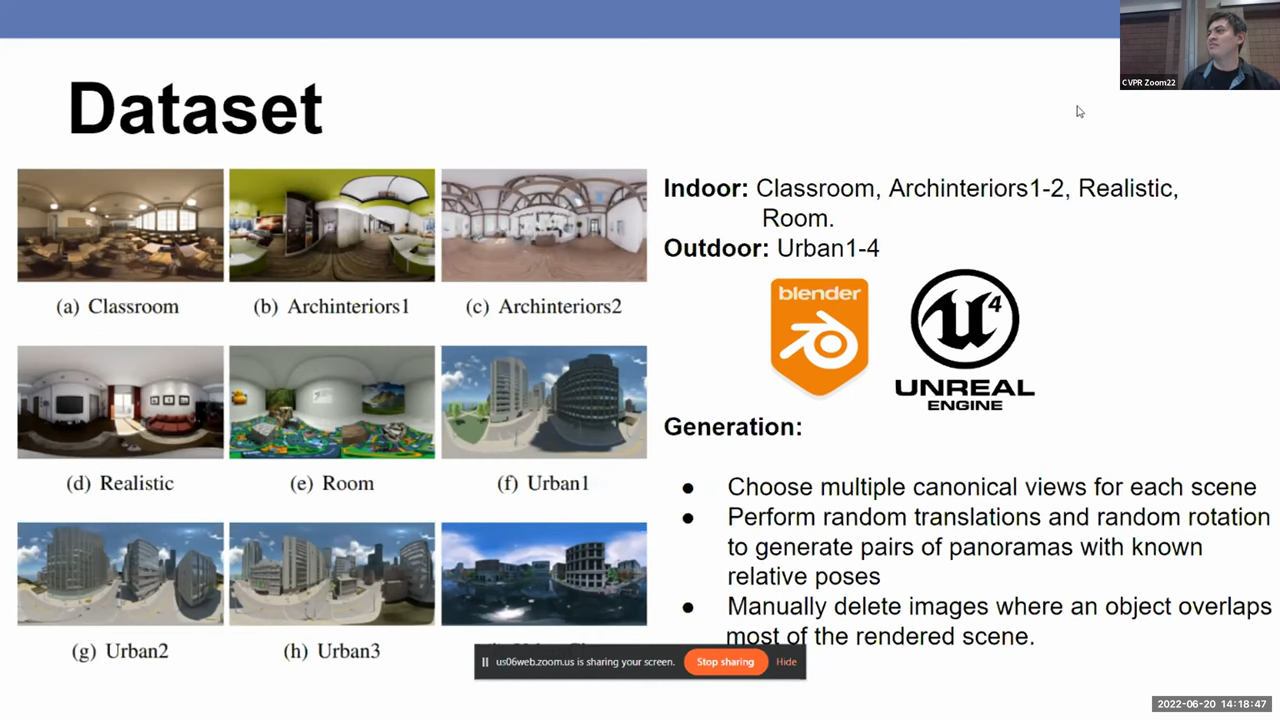 CVPR Zoom22
Dataset
(a) Classroom
(b) Archinteriors1
(c) Archinteriors2
(d) Realistic
(e) Room
(f) Urban1
(g) Urban2
(h) Urban3
Indoor: Classroom, Archinteriors1-2, Realistic,
Room.
Outdoor: Urban1-4
blender
4
UNREAL
ENGINE
Generation:
● Choose multiple canonical views for each scene
● Perform random translations and random rotation
to generate pairs of panoramas with known
relative poses
● Manually delete images where an object overlaps
most of the rendered scene.
us06web.zoom.us is sharing your screen.
Stop sharing
Hide
2022-06-20 14:18:47